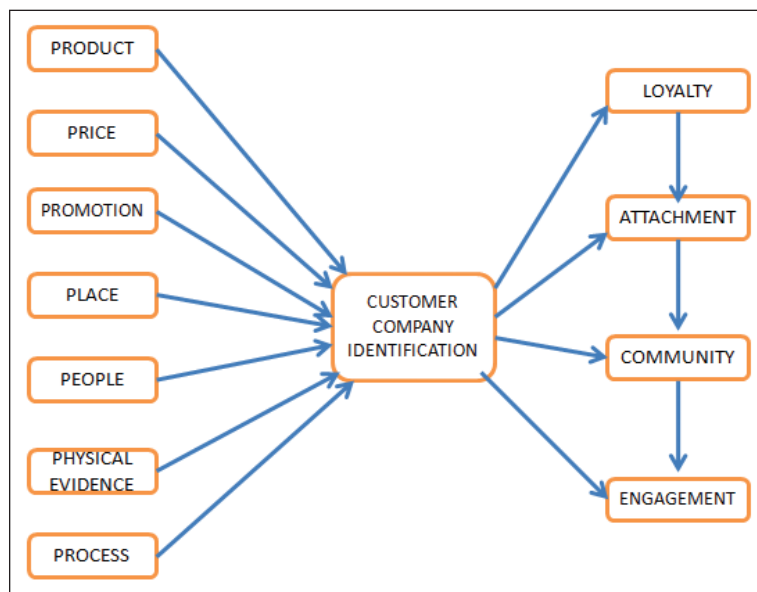 PRODUCT
PRICE
PROMOTION
PLACE
PEOPLE
PHYSICAL
EVIDENCE
PROCESS
CUSTOMER
COMPANY
IDENTIFICATION
LOYALTY
ATTACHMENT
COMMUNITY
ENGAGEMENT